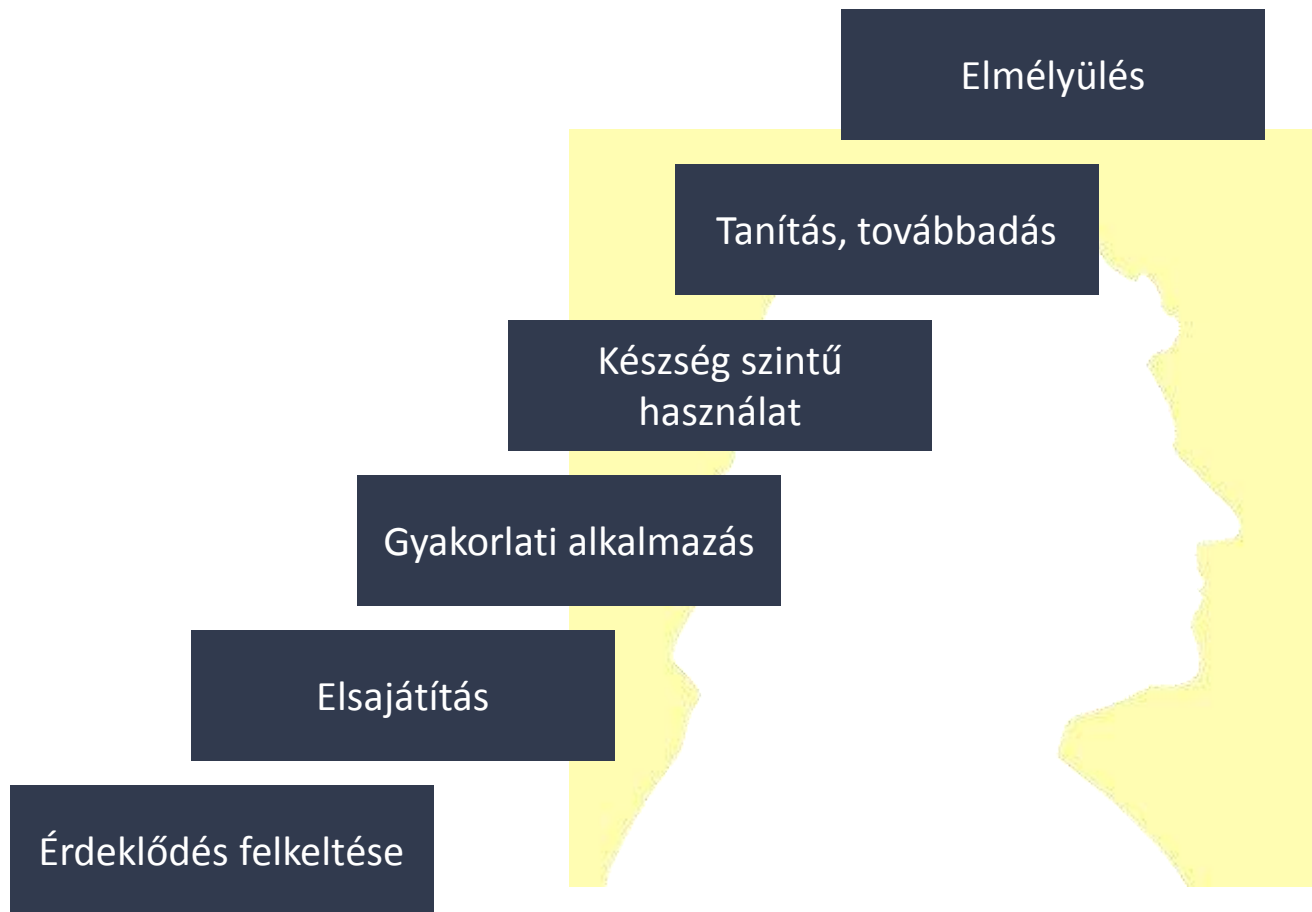 Elmélyülés
Tanítás, továbbadás
Készség szintű
használat
Gyakorlati alkalmazás
Elsajátítás
Érdeklődés felkeltése